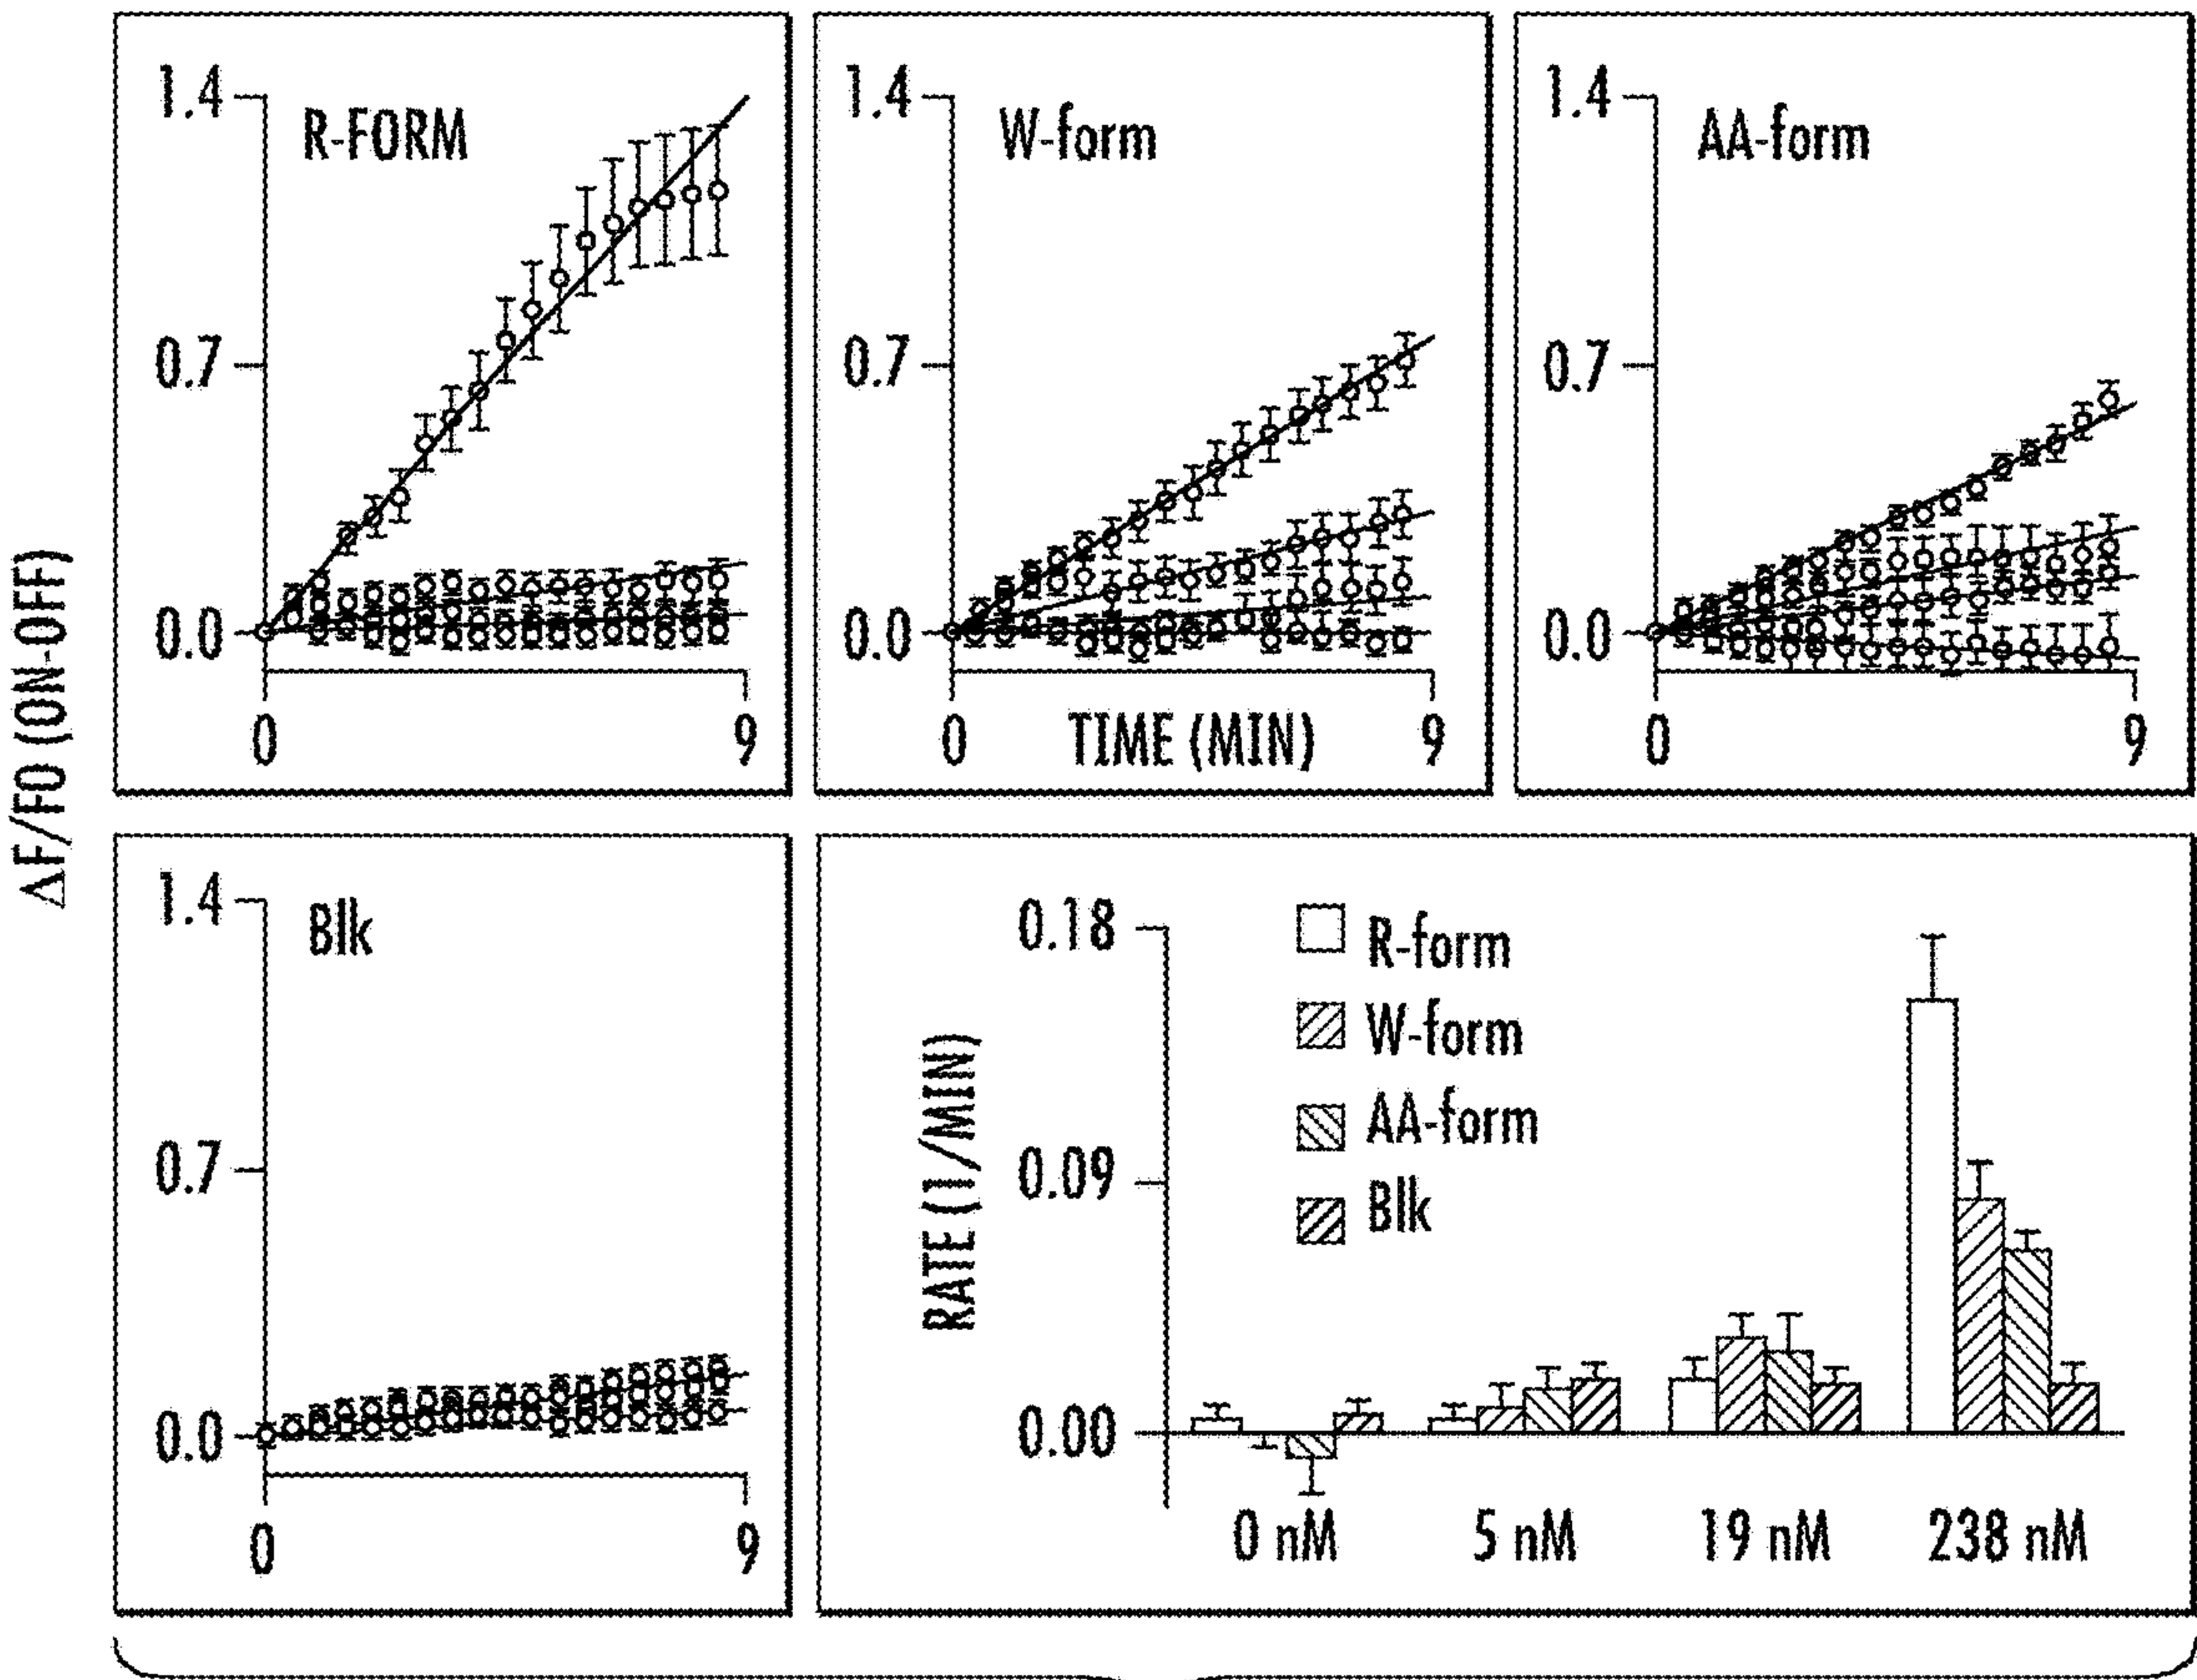 ΔF/F0 (ON-OFF)
R-FORM
1.4
0.7
0.0
0
9
W-form
1.4
0.7
0.0
0
TIME (MIN)
9
AA-form
1.4
0.7
0.0
0
9
Blk
1.4
0.7
0.0
0
9
RATE (1/MIN)
0.18
0.09
0.00
R-form
W-form
AA-form
Blk
0 nM
5 nM
19 nM
238 nM